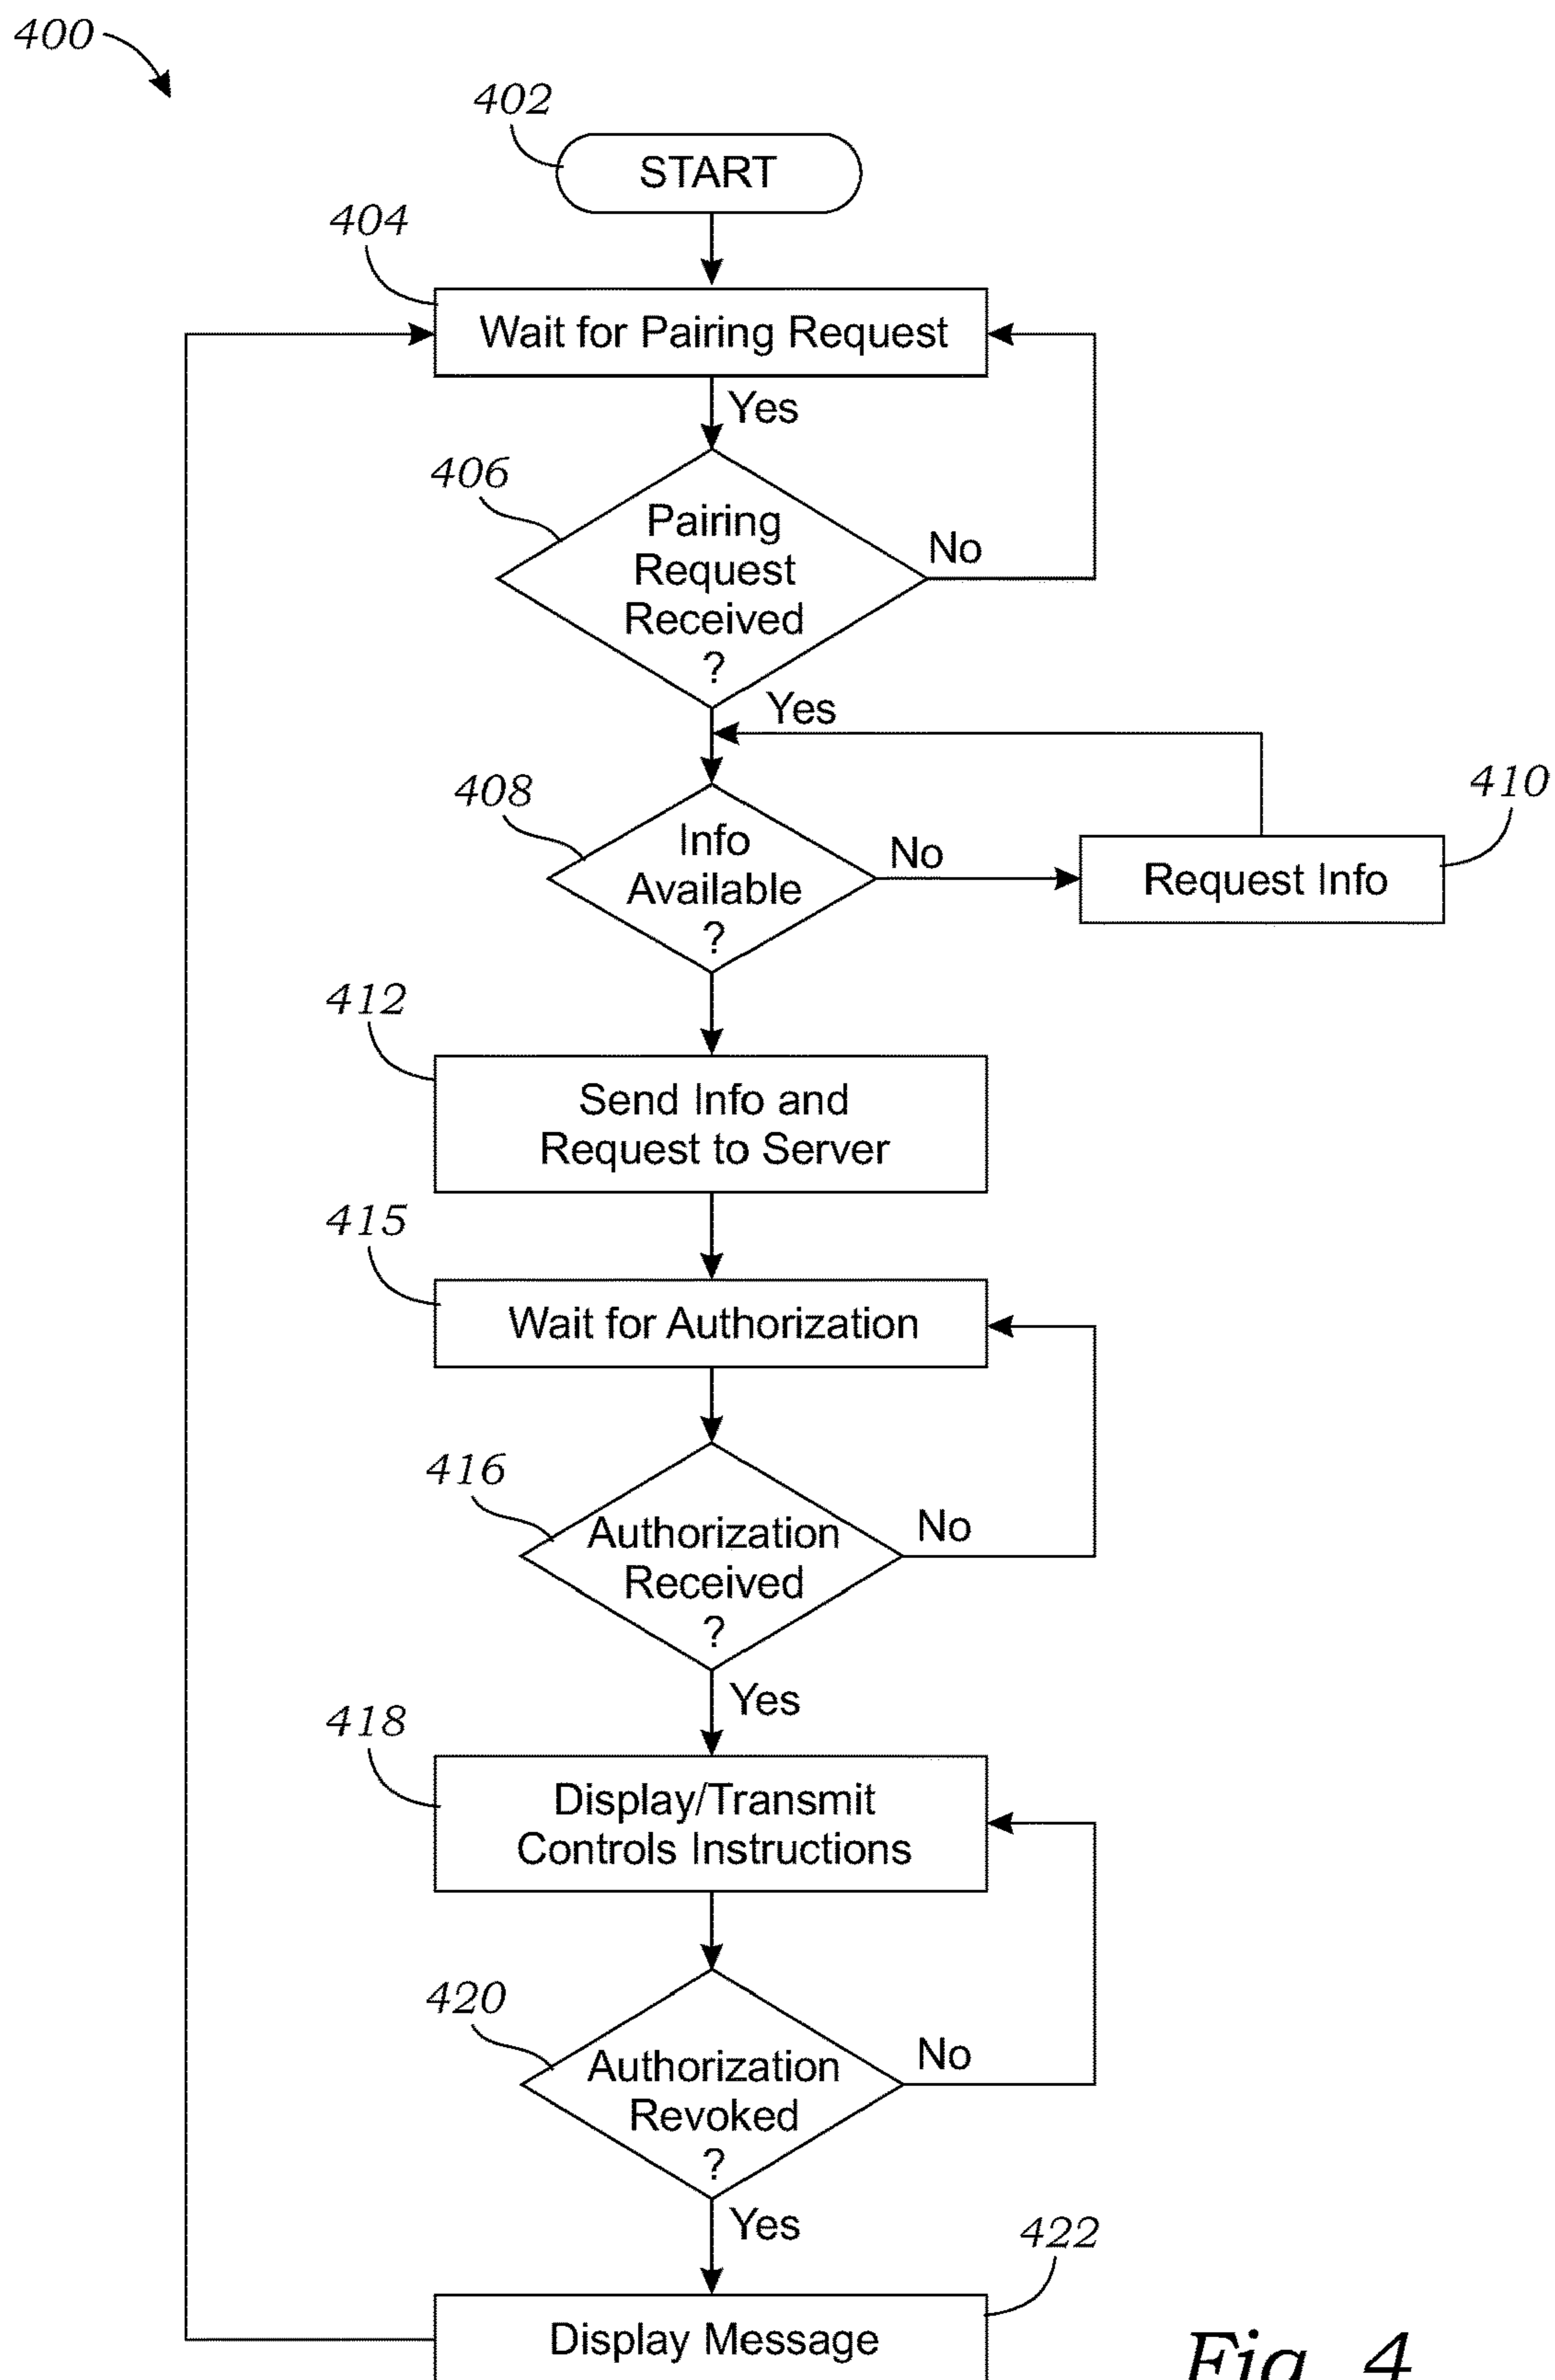 400
402
START
404
Wait for Pairing Request
Yes
406
Pairing
Request
Received
?
No
Yes
408
Info
Available
?
No
410
Request Info
412
Send Info and
Request to Server
415
Wait for Authorization
416
Authorization
Received
?
No
Yes
418
Display/Transmit
Controls Instructions
420
Authorization
Revoked
?
No
Yes
422
Display Message
Fig. 4